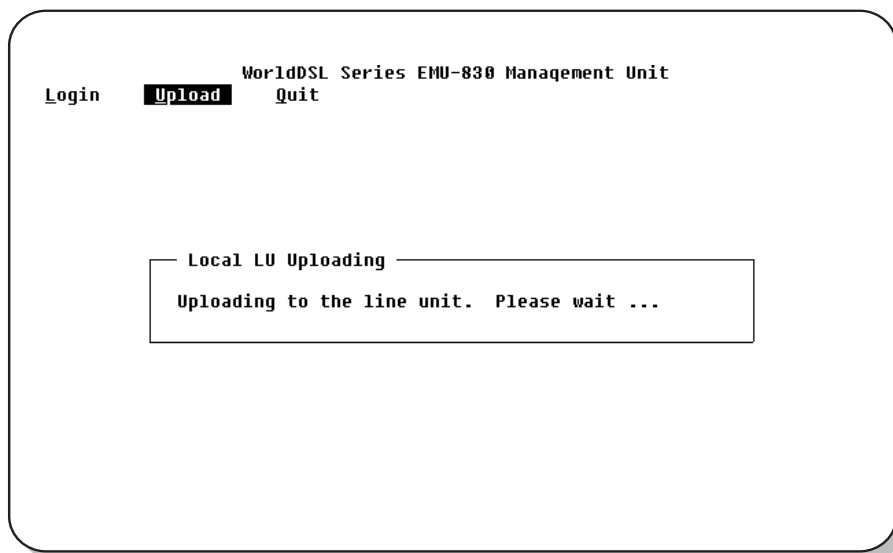 WorldDSL Series EMU-830 Management Unit
Login Upload Quit
Local LU Uploading
Uploading to the line unit. Please wait ...